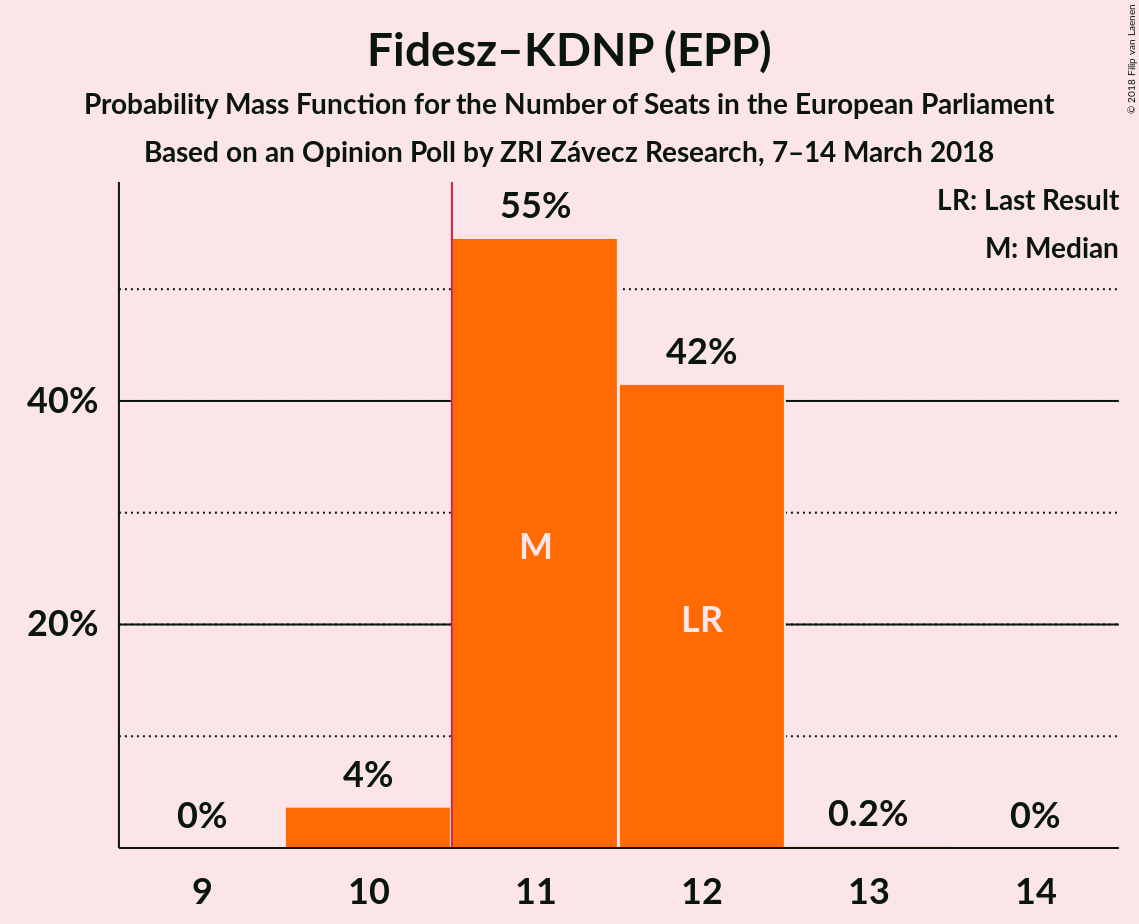 Fidesz–KDNP (EPP)
Probability Mass Function for the Number of Seats in the European Parliament
Based on an Opinion Poll by ZRI Závecz Research, 7–14 March 2018
© 2018 Filip van Laenen
LR: Last Result
M: Median
55%
42%
40%
M
LR
20%
4%
0%
0.2%
0%
9 10 11 12 13 14